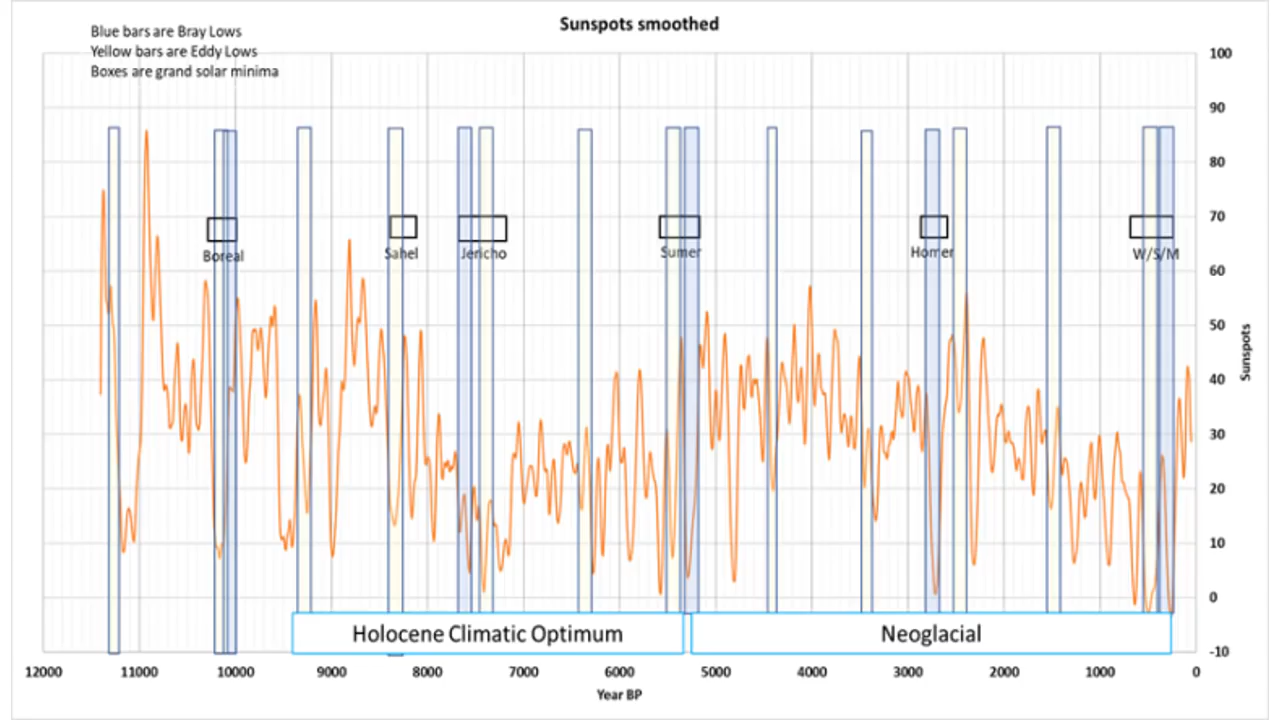 Sunspots smoothed
Blue bars are Bray Lows
Yellow bars are Eddy Lows
Boxes are grand solar minima
100
90
80
70
60
50
40
30
20
10
0
-10
Sunspots
Boreal
Sahel
Jericho
Sumer
Homer
W/S/M
Holocene Climatic Optimum
Neoglacial
12000 11000 10000 9000 8000 7000 6000 5000 4000 3000 2000 1000 0
Year BP